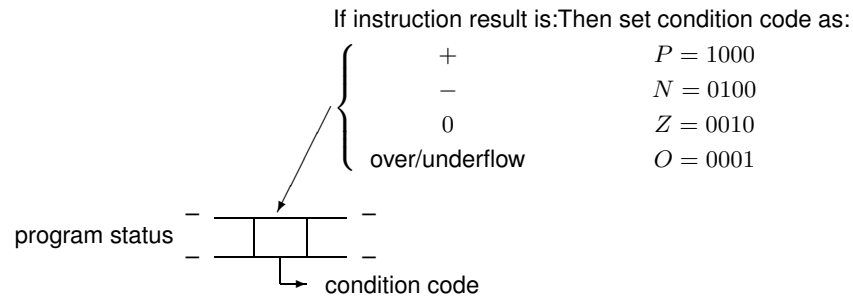 If instruction result is:Then set condition code as:
+ P = 1000
− N = 0100
0 Z = 0010
over/underflow O = 0001
program status
condition code